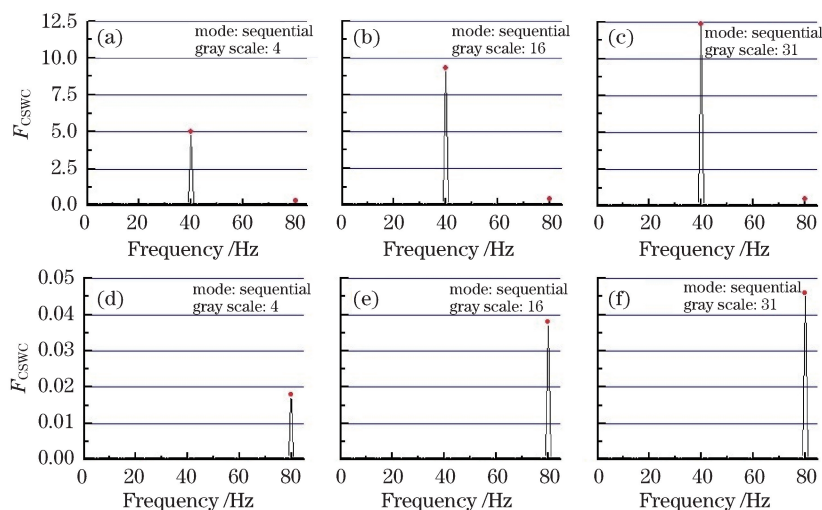 (a)
mode: sequential
gray scale: 4
12.5
10.0
7.5
5.0
2.5
0.0
F_CSWC
0 20 40 60 80
Frequency /Hz
(b)
mode: sequential
gray scale: 16
0 20 40 60 80
Frequency /Hz
(c)
mode: sequential
gray scale: 31
0 20 40 60 80
Frequency /Hz
(d)
mode: sequential
gray scale: 4
0.05
0.04
0.03
0.02
0.01
0.00
F_CSWC
0 20 40 60 80
Frequency /Hz
(e)
mode: sequential
gray scale: 16
0 20 40 60 80
Frequency /Hz
(f)
mode: sequential
gray scale: 31
0 20 40 60 80
Frequency /Hz